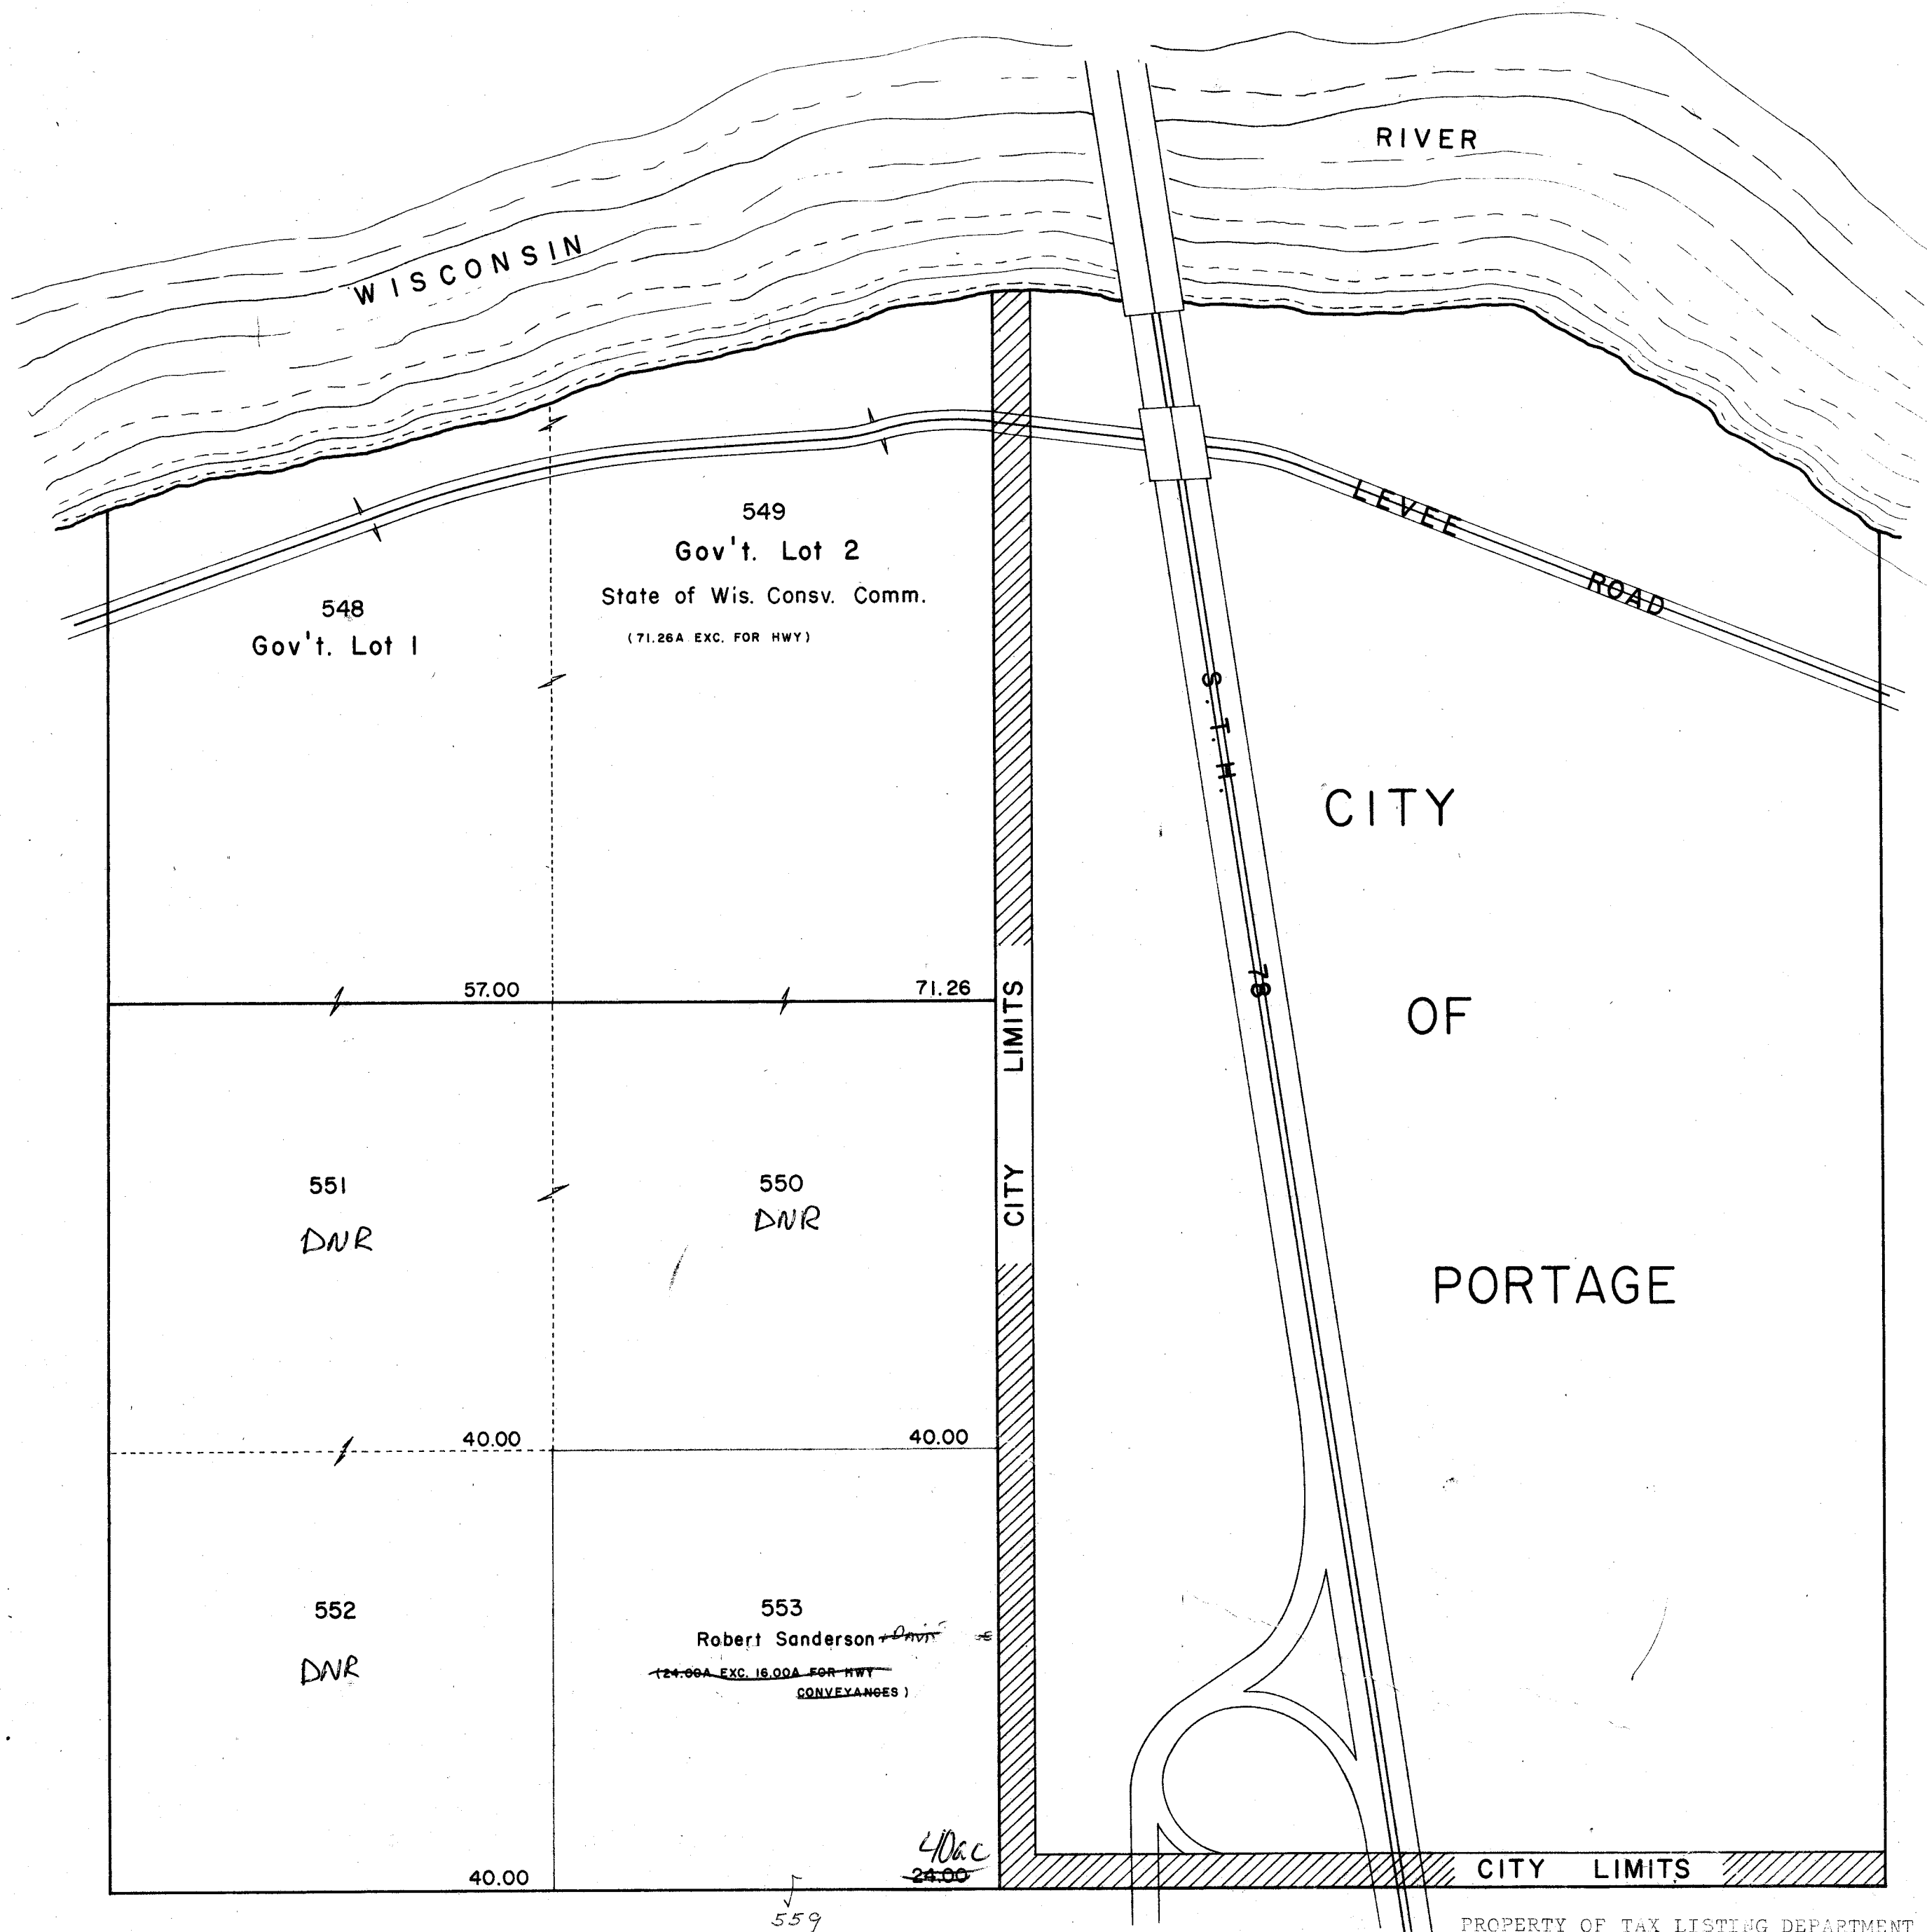 RIVER
WISCONSIN
549
Gov't. Lot 2
State of Wis. Consv. Comm.
(71.26A EXC. FOR HWY)
548
Gov't. Lot 1
LEVEE ROAD
S. T. H. 78
CITY
OF
PORTAGE
57.00
71.26
CITY LIMITS
551
DNR
550
DNR
40.00
40.00
552
DNR
553
Robert Sanderson
(24.00A EXC. 16.00A FOR HWY
CONVEYANCES)
40ac
24.00
40.00
CITY LIMITS
559
PROPERTY OF TAX LISTING DEPARTMENT